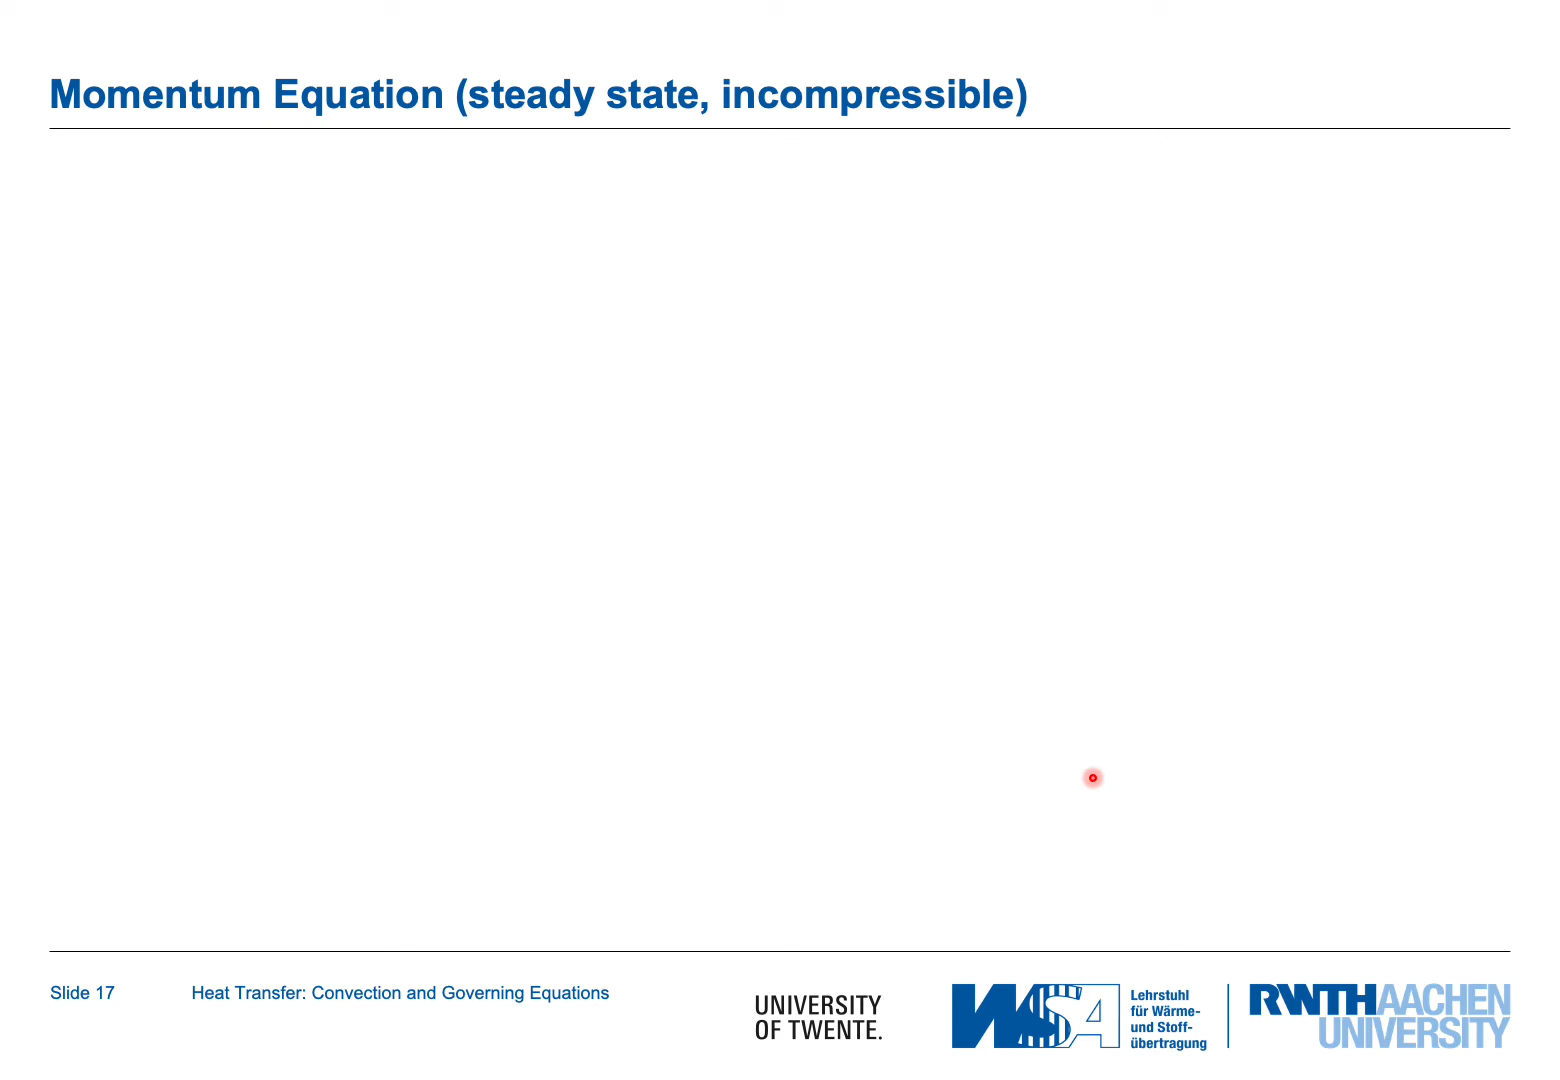 Momentum Equation (steady state, incompressible)
Slide 17
Heat Transfer: Convection and Governing Equations
UNIVERSITY
OF TWENTE.
WSA
Lehrstuhl
für Wärme-
und Stoff-
übertragung
RWTHAACHEN
UNIVERSITY